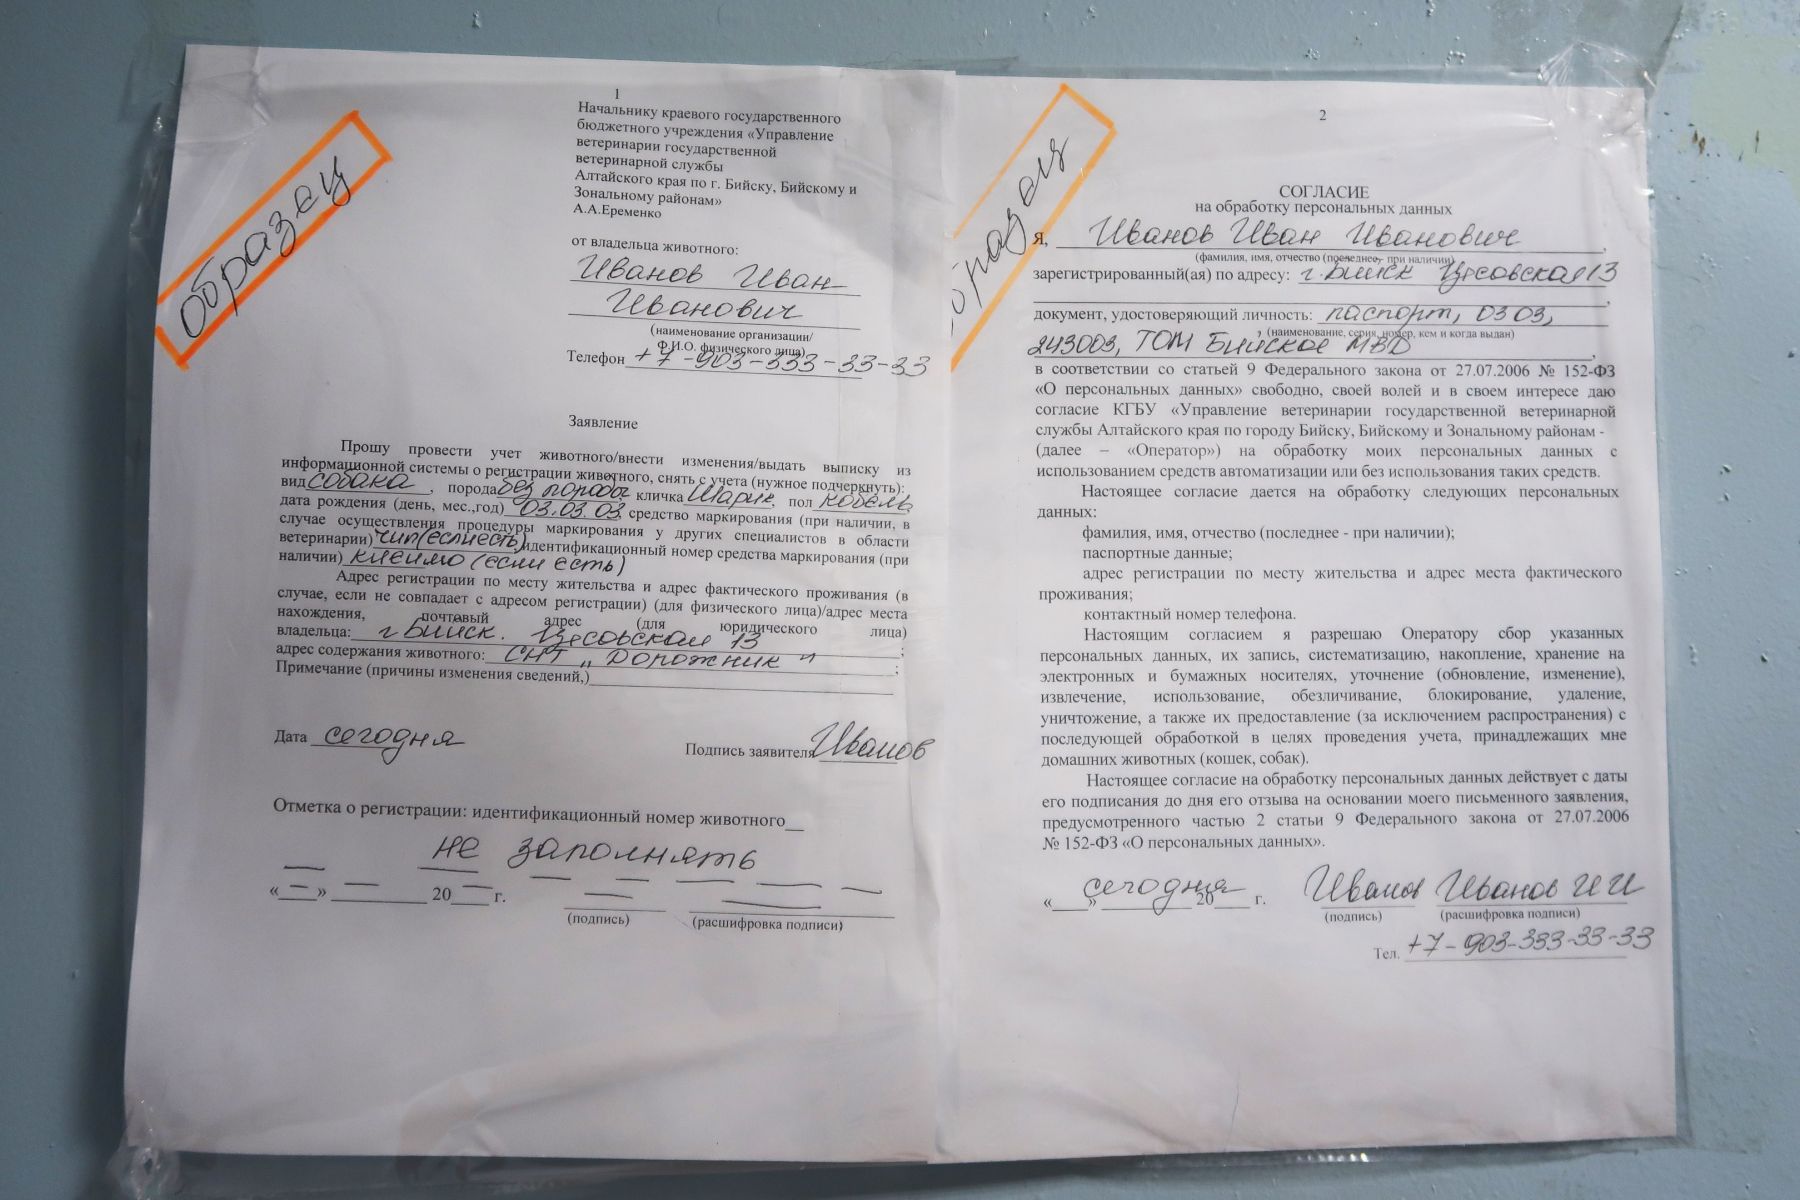 Образец
1
Начальнику краевого государственного
бюджетного учреждения «Управление
ветеринарии государственной
ветеринарной службы
Алтайского края по г. Бийску, Бийскому и
Зональному районам»
А.А.Еременко
от владельца животного:
Иванов Иван
Иванович
(наименование организации/
Ф.И.О. физического лица)
Телефон +7-903-333-33-33
Заявление
Прошу провести учет животного/внести изменения/выдать выписку из
информационной системы о регистрации животного, снять с учета (нужное подчеркнуть):
вид собака, порода без породы, кличка Шарик, пол кобель,
дата рождения (день, мес.,год) 03.03.03, средство маркирования (при наличии, в
случае осуществления процедуры маркирования у других специалистов в области
ветеринарии) чип (если есть), идентификационный номер средства маркирования (при
наличии) клеймо (если есть)
Адрес регистрации по месту жительства и адрес фактического проживания (в
случае, если не совпадает с адресом регистрации) (для физического лица)/адрес места
нахождения, почтовый адрес (для юридического лица)
владельца: г Бийск. Цесовская 13;
адрес содержания животного: СНТ „Дорожник";
Примечание (причины изменения сведений,)
Дата сегодня Подпись заявителя Иванов
Отметка о регистрации: идентификационный номер животного__
не заполнять
«__» ____ 20__ г.
(подпись) (расшифровка подписи)
образец
2
СОГЛАСИЕ
на обработку персональных данных
Я, Иванов Иван Иванович,
(фамилия, имя, отчество (последнее- при наличии)
зарегистрированный(ая) по адресу: г. Бийск Цесовская 13
документ, удостоверяющий личность: паспорт, 03 03,
(наименование, серия, номер, кем и когда выдан)
243003, ТОМ Бийское МВД,
в соответствии со статьей 9 Федерального закона от 27.07.2006 № 152-ФЗ
«О персональных данных» свободно, своей волей и в своем интересе даю
согласие КГБУ «Управление ветеринарии государственной ветеринарной
службы Алтайского края по городу Бийску, Бийскому и Зональному районам -
(далее – «Оператор») на обработку моих персональных данных с
использованием средств автоматизации или без использования таких средств.
Настоящее согласие дается на обработку следующих персональных
данных:
фамилия, имя, отчество (последнее - при наличии);
паспортные данные;
адрес регистрации по месту жительства и адрес места фактического
проживания;
контактный номер телефона.
Настоящим согласием я разрешаю Оператору сбор указанных
персональных данных, их запись, систематизацию, накопление, хранение на
электронных и бумажных носителях, уточнение (обновление, изменение),
извлечение, использование, обезличивание, блокирование, удаление,
уничтожение, а также их предоставление (за исключением распространения) с
последующей обработкой в целях проведения учета, принадлежащих мне
домашних животных (кошек, собак).
Настоящее согласие на обработку персональных данных действует с даты
его подписания до дня его отзыва на основании моего письменного заявления,
предусмотренного частью 2 статьи 9 Федерального закона от 27.07.2006
№ 152-ФЗ «О персональных данных».
«__» сегодня 20__ г. Иванов Иванов И И
(подпись) (расшифровка подписи)
Тел. +7-903-333-33-33